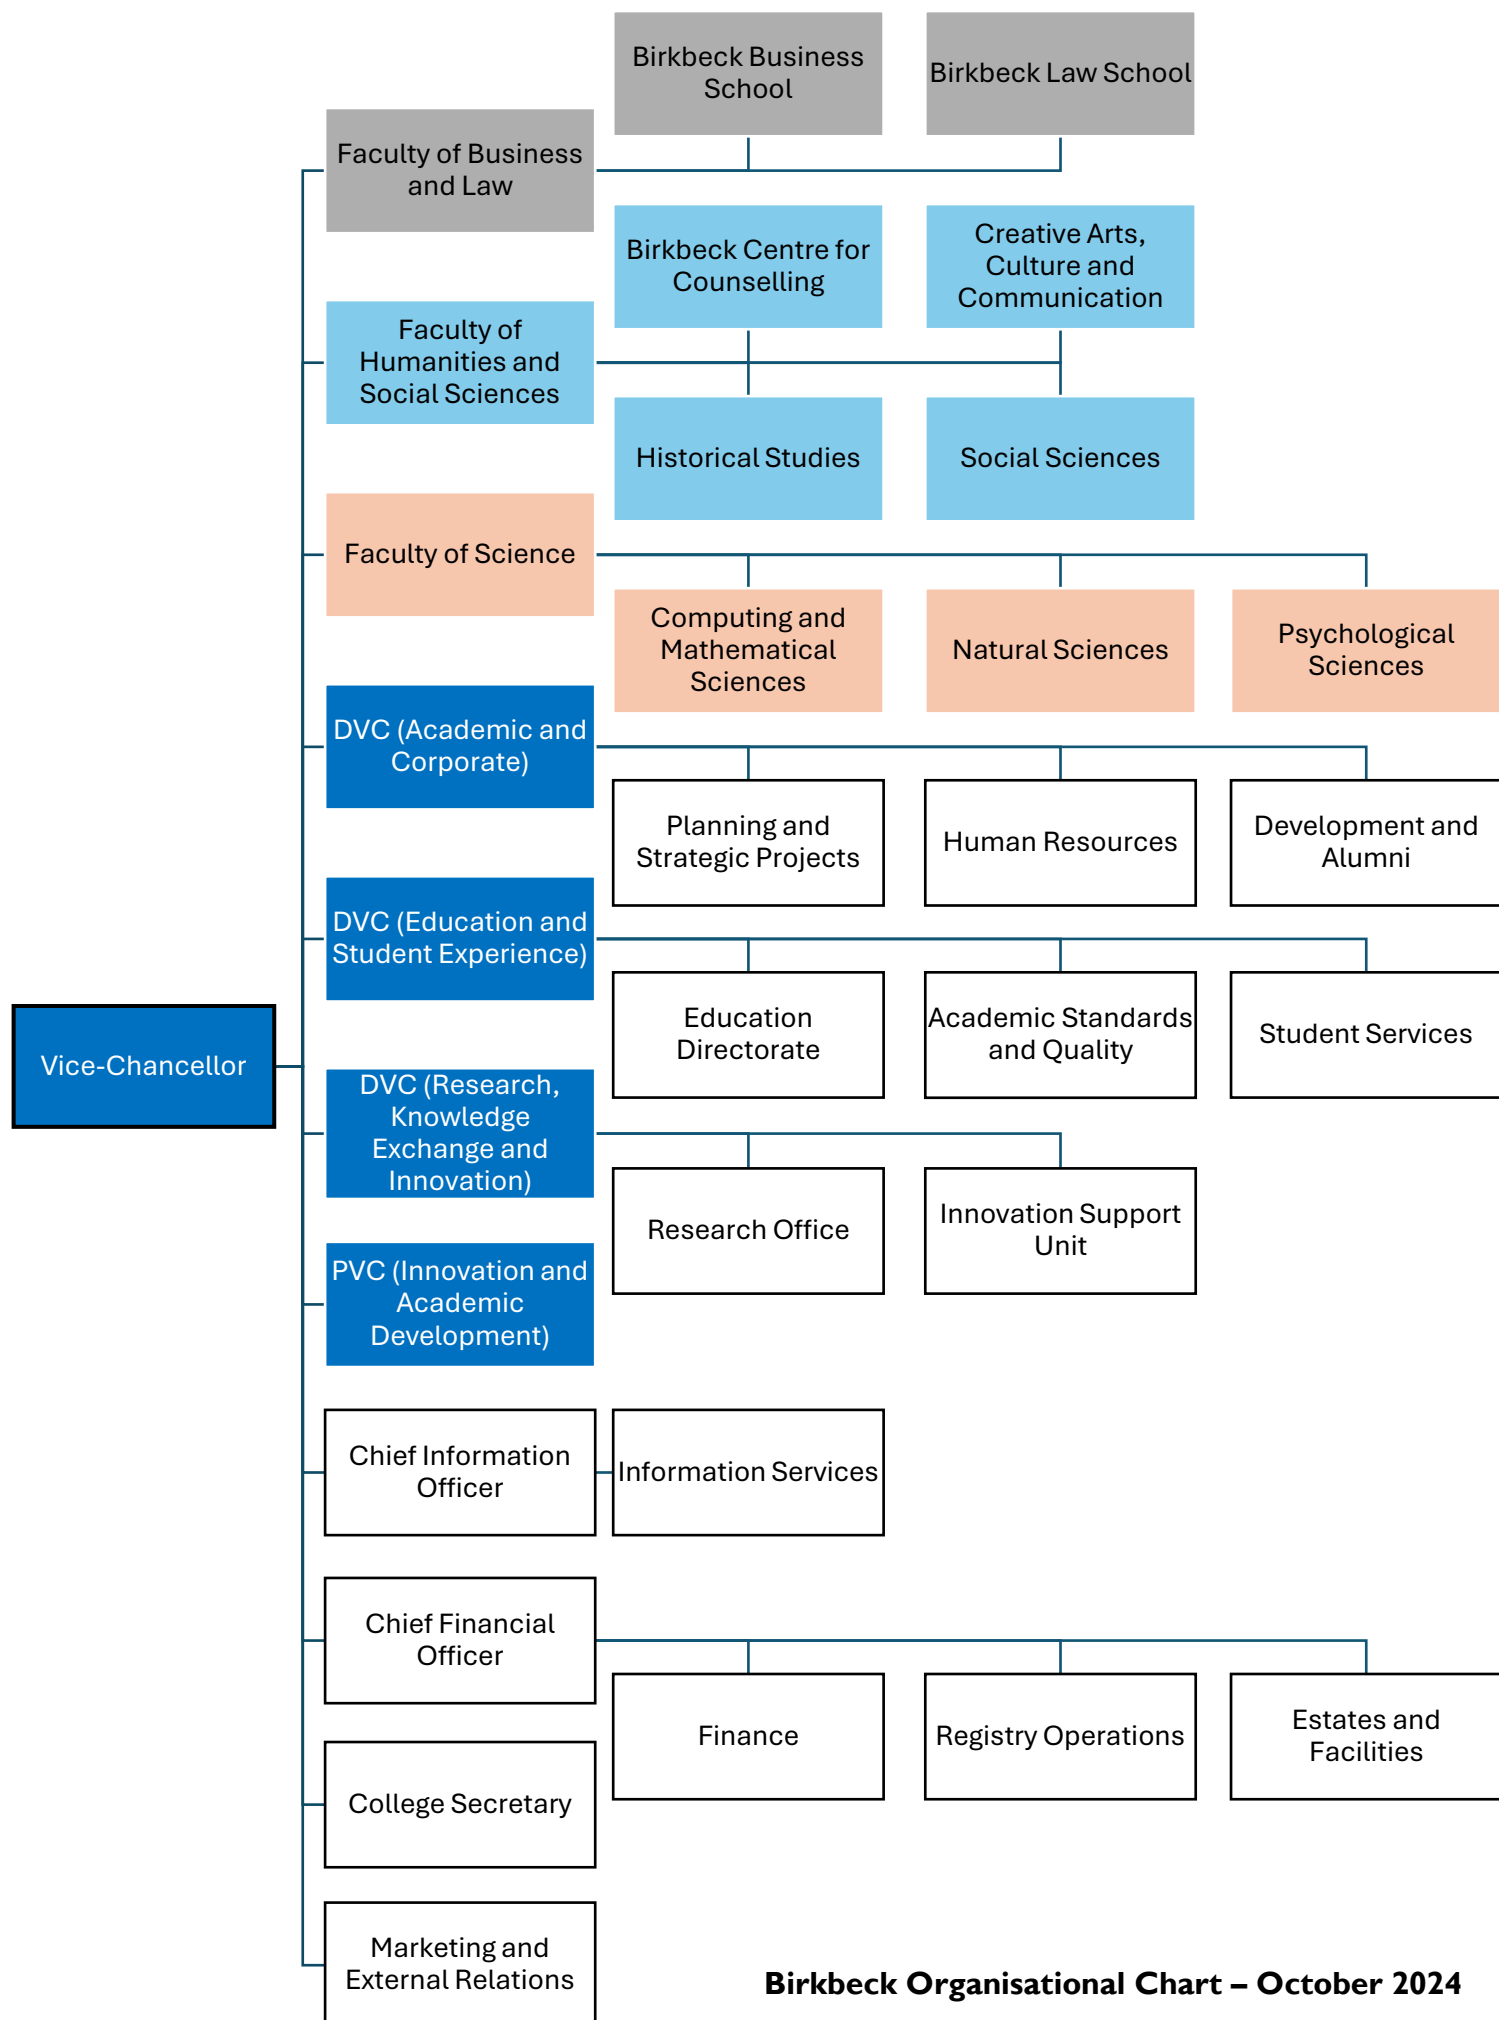 Birkbeck Business
School
Birkbeck Law School
Faculty of Business
and Law
Birkbeck Centre for
Counselling
Creative Arts,
Culture and
Communication
Faculty of
Humanities and
Social Sciences
Historical Studies
Social Sciences
Faculty of Science
Computing and
Mathematical
Sciences
Natural Sciences
Psychological
Sciences
DVC (Academic and
Corporate)
Planning and
Strategic Projects
Human Resources
Development and
Alumni
DVC (Education and
Student Experience)
Education
Directorate
Academic Standards
and Quality
Student Services
Vice-Chancellor
DVC (Research,
Knowledge
Exchange and
Innovation)
Research Office
Innovation Support
Unit
PVC (Innovation and
Academic
Development)
Chief Information
Officer
Information Services
Chief Financial
Officer
Finance
Registry Operations
Estates and
Facilities
College Secretary
Marketing and
External Relations
Birkbeck Organisational Chart – October 2024